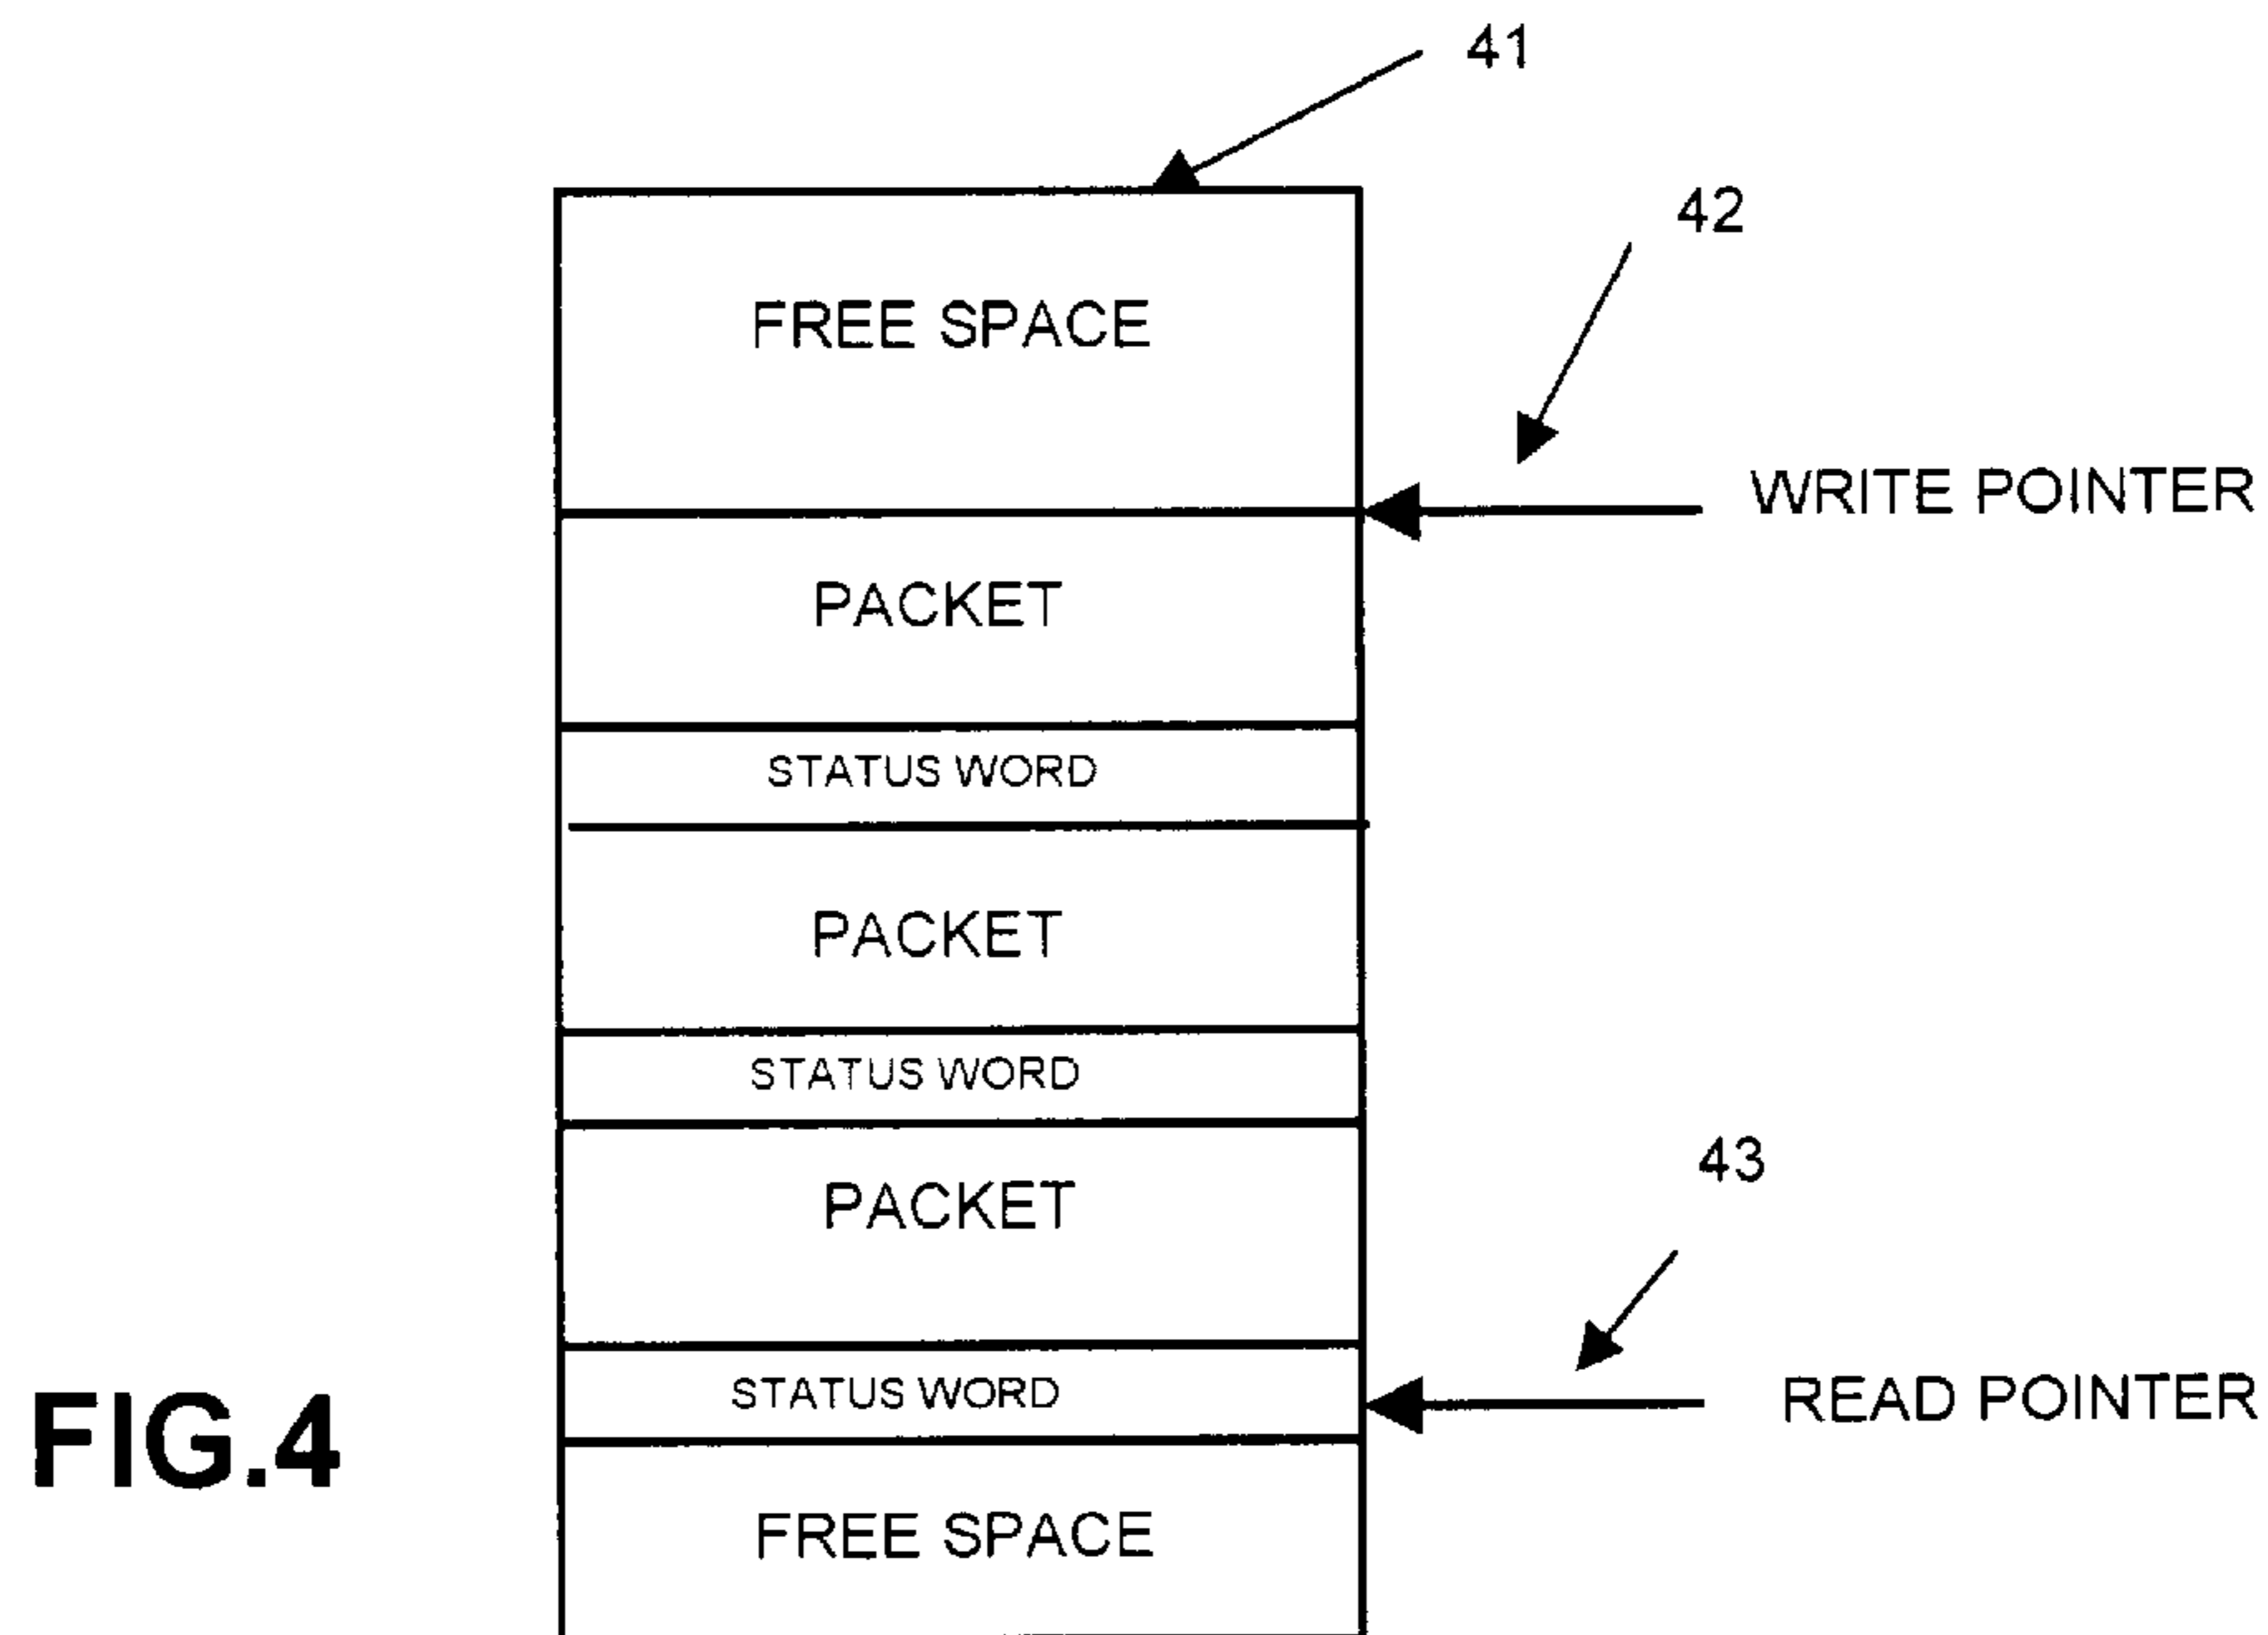 41
42
FREE SPACE
WRITE POINTER
PACKET
STATUS WORD
PACKET
STATUS WORD
43
PACKET
STATUS WORD
READ POINTER
FIG.4
FREE SPACE